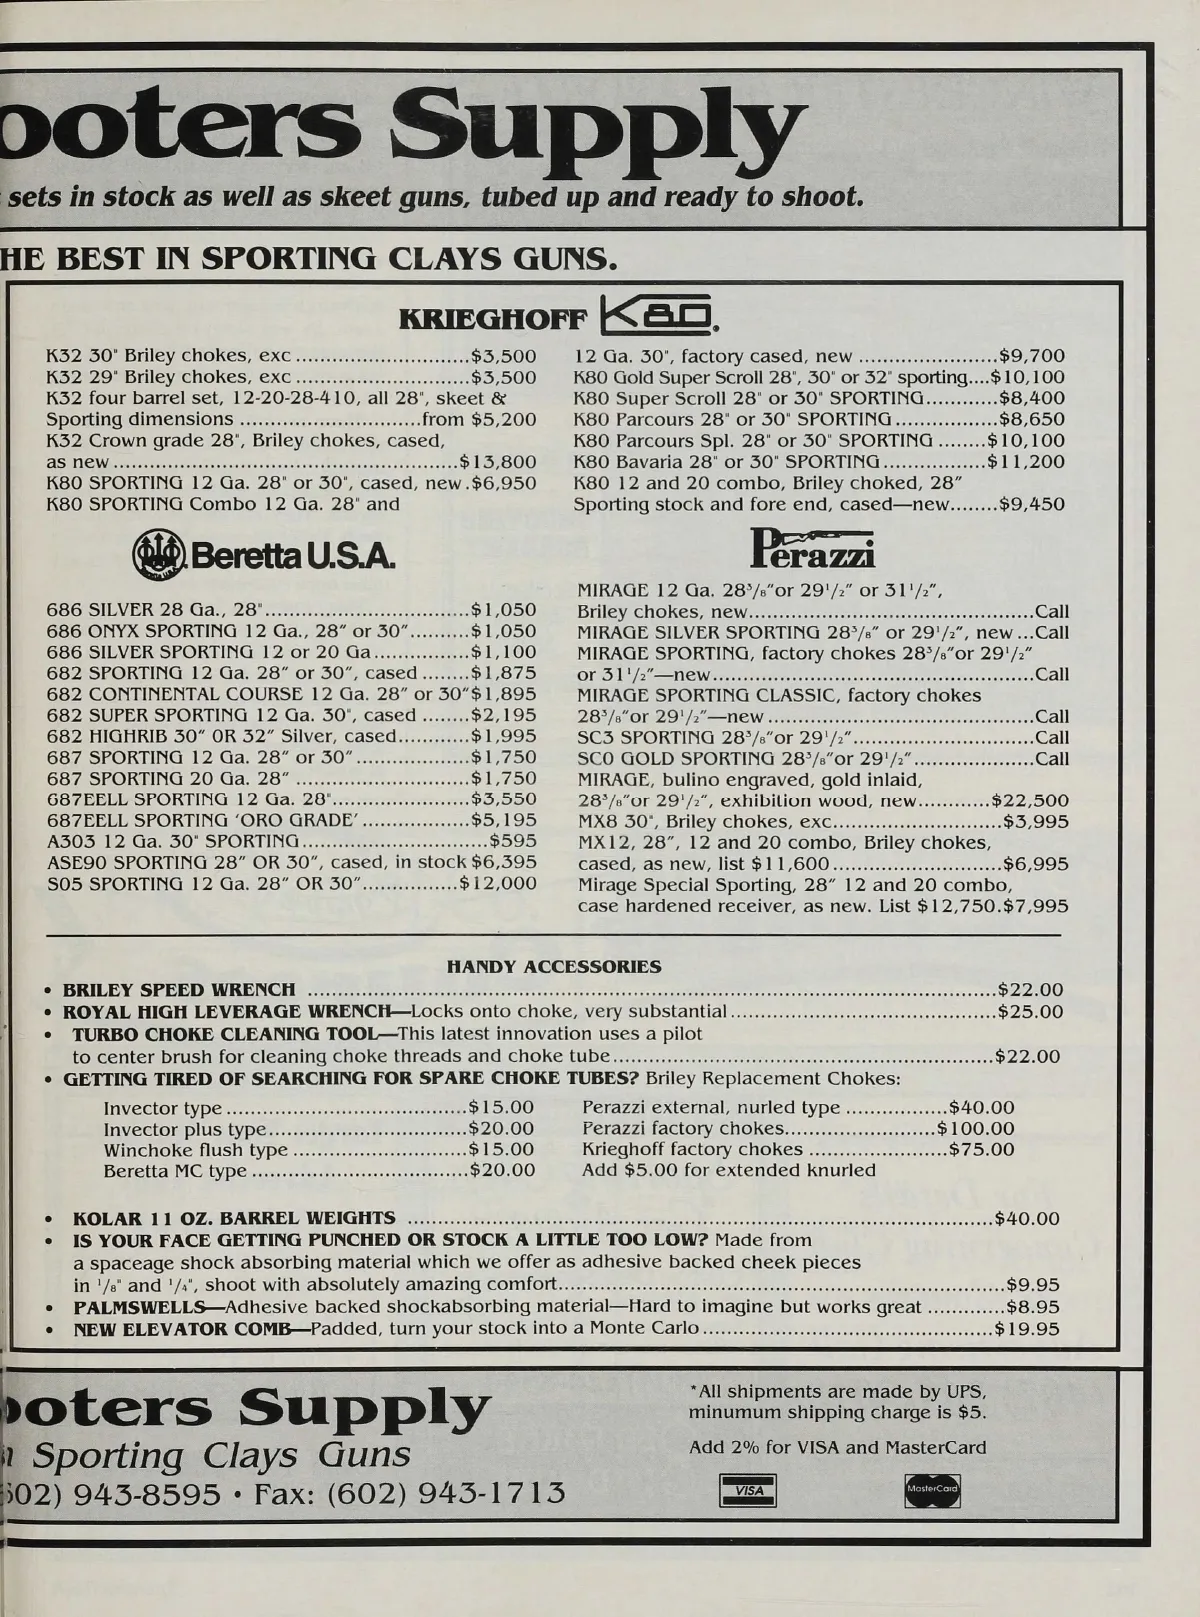 ooters Supply
sets in stock as well as skeet guns, tubed up and ready to shoot.
HE BEST IN SPORTING CLAYS GUNS.
KRIEGHOFF K80®
K32 30" Briley chokes, exc ............................. $3,500
K32 29" Briley chokes, exc ............................. $3,500
K32 four barrel set, 12-20-28-410, all 28", skeet &
Sporting dimensions ..............................from $5,200
K32 Crown grade 28", Briley chokes, cased,
as new ......................................................... $13,800
K80 SPORTING 12 Ga. 28" or 30", cased, new .$6,950
K80 SPORTING Combo 12 Ga. 28" and
12 Ga. 30", factory cased, new ....................... $9,700
K80 Gold Super Scroll 28", 30" or 32" sporting....$10,100
K80 Super Scroll 28" or 30" SPORTING............ $8,400
K80 Parcours 28" or 30" SPORTING ................. $8,650
K80 Parcours Spl. 28" or 30" SPORTING ........ $10,100
K80 Bavaria 28" or 30" SPORTING................. $11,200
K80 12 and 20 combo, Briley choked, 28"
Sporting stock and fore end, cased—new........ $9,450
Beretta U.S.A.
686 SILVER 28 Ga., 28".................................. $1,050
686 ONYX SPORTING 12 Ga., 28" or 30".......... $1,050
686 SILVER SPORTING 12 or 20 Ga................ $1,100
682 SPORTING 12 Ga. 28" or 30", cased ........ $1,875
682 CONTINENTAL COURSE 12 Ga. 28" or 30"$1,895
682 SUPER SPORTING 12 Ga. 30", cased ........ $2,195
682 HIGHRIB 30" OR 32" Silver, cased............ $1,995
687 SPORTING 12 Ga. 28" or 30" ................... $1,750
687 SPORTING 20 Ga. 28" ............................. $1,750
687EELL SPORTING 12 Ga. 28"....................... $3,550
687EELL SPORTING 'ORO GRADE' .................. $5,195
A303 12 Ga. 30" SPORTING............................... $595
ASE90 SPORTING 28" OR 30", cased, in stock $6,395
S05 SPORTING 12 Ga. 28" OR 30"................ $12,000
Perazzi
MIRAGE 12 Ga. 28³/₈"or 29¹/₂" or 31¹/₂",
Briley chokes, new............................................... Call
MIRAGE SILVER SPORTING 28³/₈" or 29¹/₂", new ...Call
MIRAGE SPORTING, factory chokes 28³/₈"or 29¹/₂"
or 31¹/₂"—new..................................................... Call
MIRAGE SPORTING CLASSIC, factory chokes
28³/₈"or 29¹/₂"—new ............................................ Call
SC3 SPORTING 28³/₈"or 29¹/₂".............................. Call
SCO GOLD SPORTING 28³/₈"or 29¹/₂".................... Call
MIRAGE, bulino engraved, gold inlaid,
28³/₈"or 29¹/₂", exhibition wood, new............ $22,500
MX8 30", Briley chokes, exc............................ $3,995
MX12, 28", 12 and 20 combo, Briley chokes,
cased, as new, list $11,600............................ $6,995
Mirage Special Sporting, 28" 12 and 20 combo,
case hardened receiver, as new. List $12,750.$7,995
HANDY ACCESSORIES
• BRILEY SPEED WRENCH ................................................................ $22.00
• ROYAL HIGH LEVERAGE WRENCH—Locks onto choke, very substantial ............................................ $25.00
• TURBO CHOKE CLEANING TOOL—This latest innovation uses a pilot
to center brush for cleaning choke threads and choke tube............................................................... $22.00
• GETTING TIRED OF SEARCHING FOR SPARE CHOKE TUBES? Briley Replacement Chokes:
Invector type ........................................ $15.00
Invector plus type................................. $20.00
Winchoke flush type ............................. $15.00
Beretta MC type .................................... $20.00
Perazzi external, nurled type ................. $40.00
Perazzi factory chokes......................... $100.00
Krieghoff factory chokes ....................... $75.00
Add $5.00 for extended knurled
• KOLAR 11 OZ. BARREL WEIGHTS ................................................................ $40.00
• IS YOUR FACE GETTING PUNCHED OR STOCK A LITTLE TOO LOW? Made from
a spaceage shock absorbing material which we offer as adhesive backed cheek pieces
in ¹/₈" and ¹/₄", shoot with absolutely amazing comfort.......................................................................... $9.95
• PALMSWELLS—Adhesive backed shockabsorbing material—Hard to imagine but works great ............. $8.95
• NEW ELEVATOR COMB—Padded, turn your stock into a Monte Carlo ................................................ $19.95
ooters Supply
Sporting Clays Guns
602) 943-8595 • Fax: (602) 943-1713
*All shipments are made by UPS,
minumum shipping charge is $5.
Add 2% for VISA and MasterCard
VISA
MasterCard